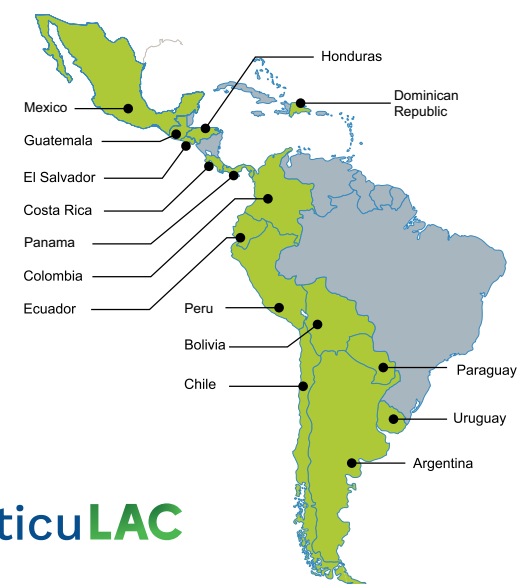 Honduras
Mexico
Dominican
Republic
Guatemala
El Salvador
Costa Rica
Panama
Colombia
Ecuador
Peru
Bolivia
Chile
Paraguay
Uruguay
Argentina
ticuLAC